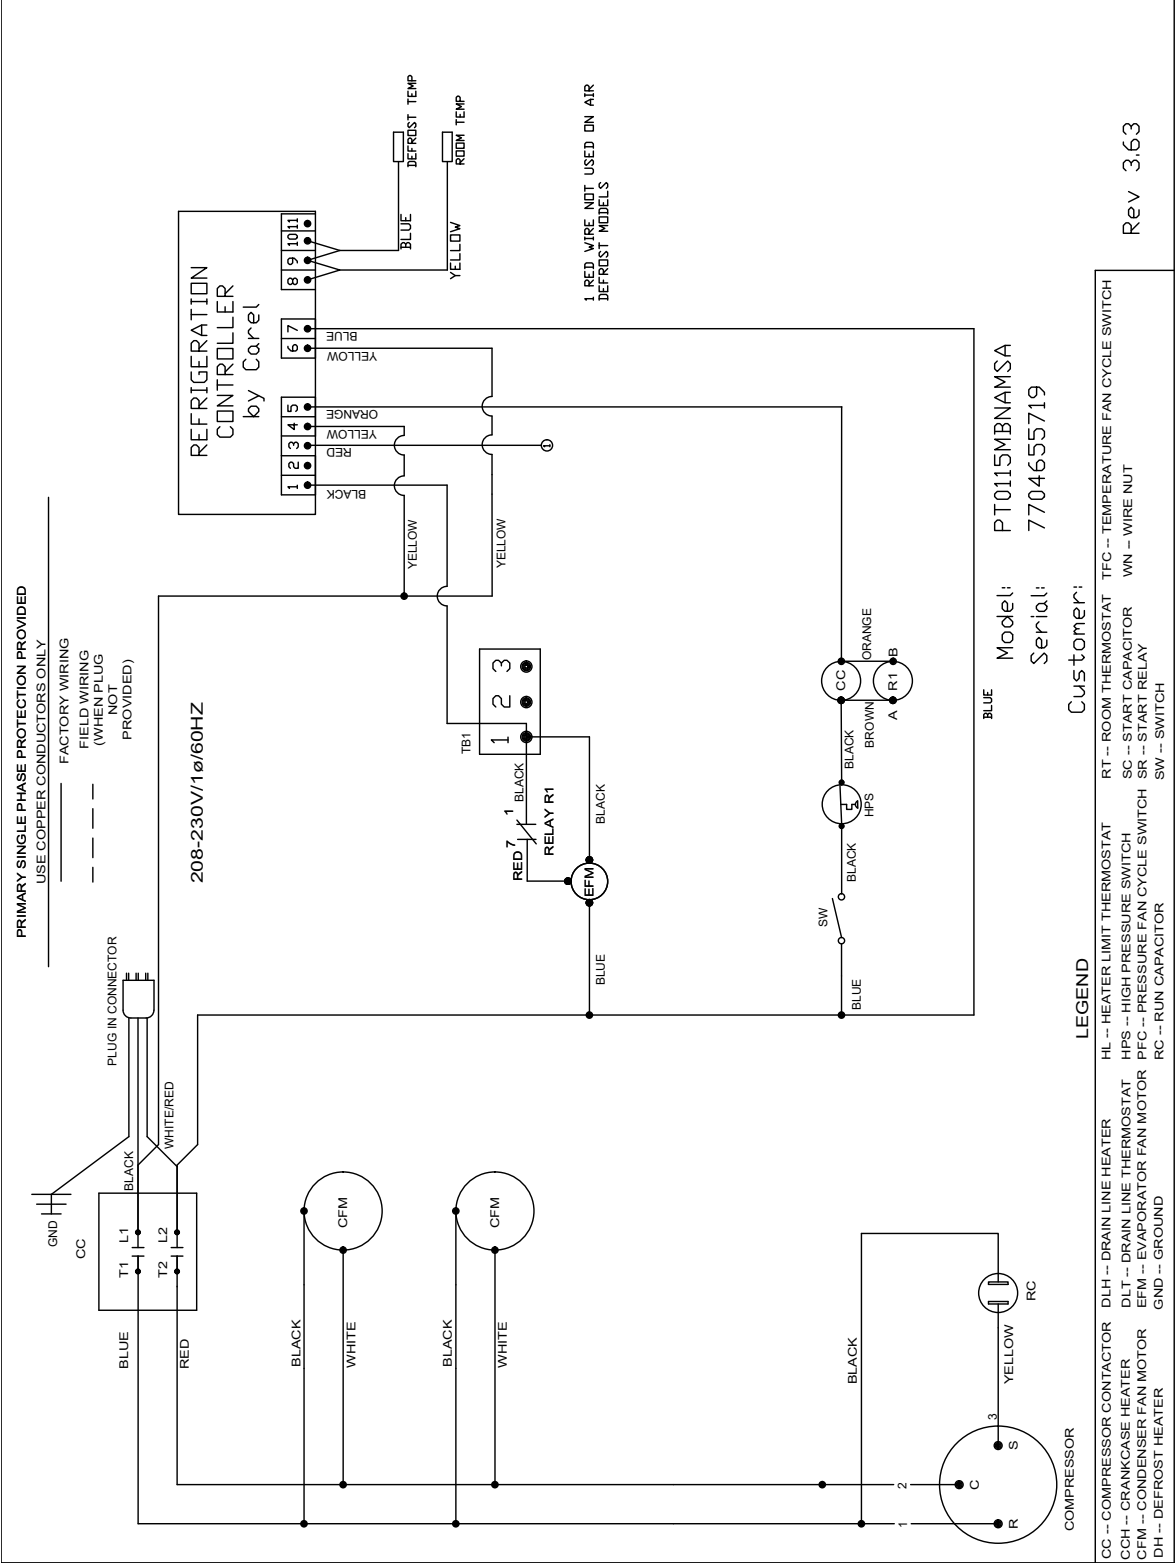 PRIMARY SINGLE PHASE PROTECTION PROVIDED
USE COPPER CONDUCTORS ONLY
FACTORY WIRING
FIELD WIRING
(WHEN PLUG
NOT
PROVIDED)
208-230V/1ø/60HZ
GND
PLUG IN CONNECTOR
CC
BLACK
WHITE/RED
T1
L1
T2
L2
BLUE
RED
BLACK
CFM
WHITE
BLACK
CFM
WHITE
BLACK
RC
YELLOW
1
2
3
R
C
S
COMPRESSOR
REFRIGERATION
CONTROLLER
by Carel
1 2 3 4 5 6 7 8 9 10 11
BLACK
RED
YELLOW
ORANGE
YELLOW
BLUE
YELLOW
YELLOW
1
BLUE
DEFROST TEMP
YELLOW
ROOM TEMP
1 RED WIRE NOT USED ON AIR
DEFROST MODELS
TB1
1 2 3
BLACK
RED 7
1
RELAY R1
EFM
BLACK
BLUE
BLUE
SW
BLACK
HPS
BLACK
CC
BROWN
ORANGE
A
R1
B
BLUE
Model: PT0115MBNAMSA
Serial: 7704655719
Customer:
Rev 3.63
LEGEND
CC -- COMPRESSOR CONTACTOR
CCH -- CRANKCASE HEATER
CFM -- CONDENSER FAN MOTOR
DH -- DEFROST HEATER
DLH -- DRAIN LINE HEATER
DLT -- DRAIN LINE THERMOSTAT
EFM -- EVAPORATOR FAN MOTOR
GND -- GROUND
HL -- HEATER LIMIT THERMOSTAT
HPS -- HIGH PRESSURE SWITCH
PFC -- PRESSURE FAN CYCLE SWITCH
RC -- RUN CAPACITOR
RT -- ROOM THERMOSTAT
SC -- START CAPACITOR
SR -- START RELAY
SW -- SWITCH
TFC -- TEMPERATURE FAN CYCLE SWITCH
WN – WIRE NUT